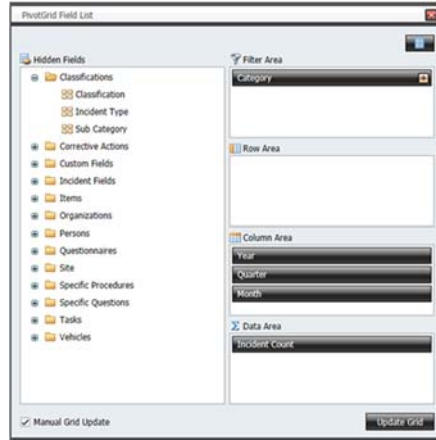 PivotGrid Field List
Hidden Fields
Classifications
Classification
Incident Type
Sub Category
Corrective Actions
Custom Fields
Incident Fields
Items
Organizations
Persons
Questionnaires
Site
Specific Procedures
Specific Questions
Tasks
Vehicles
Filter Area
Category
Row Area
Column Area
Year
Quarter
Month
Data Area
Incident Count
Manual Grid Update
Update Grid